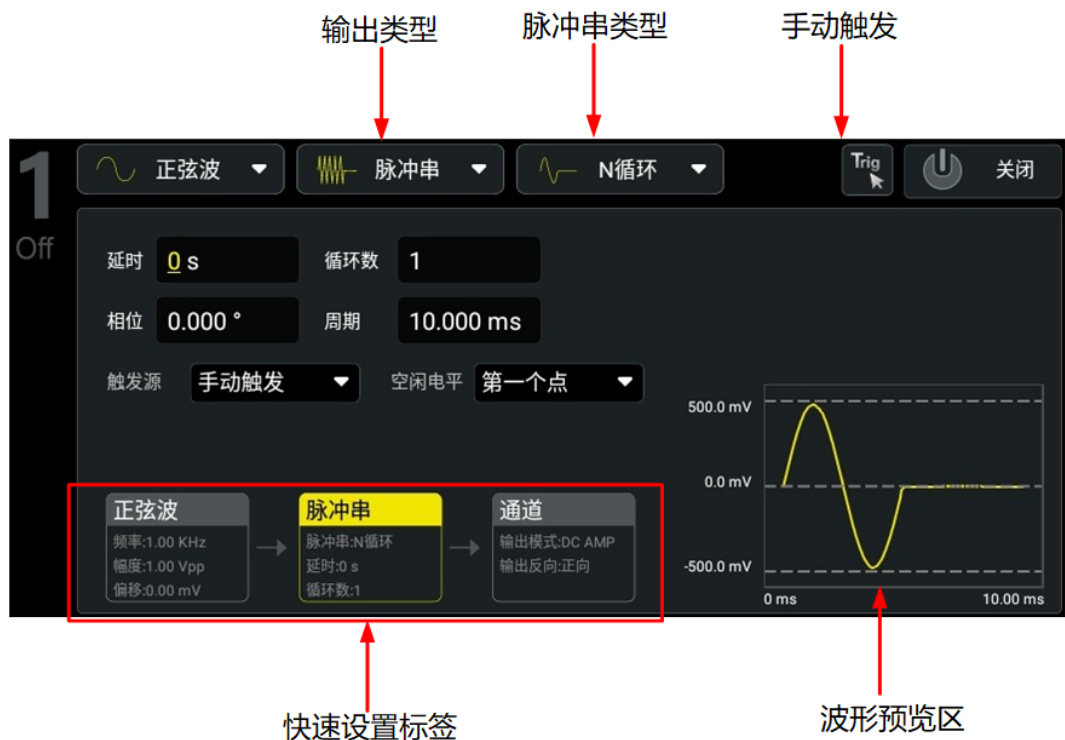 输出类型 脉冲串类型 手动触发
1 正弦波 脉冲串 N循环 Trig 关闭
Off
延时 0 s 循环数 1
相位 0.000 ° 周期 10.000 ms
触发源 手动触发 空闲电平 第一个点
500.0 mV
0.0 mV
-500.0 mV
0 ms 10.00 ms
正弦波
频率:1.00 KHz
幅度:1.00 Vpp
偏移:0.00 mV
脉冲串
脉冲串:N循环
延时:0 s
循环数:1
通道
输出模式:DC AMP
输出反向:正向
快速设置标签 波形预览区